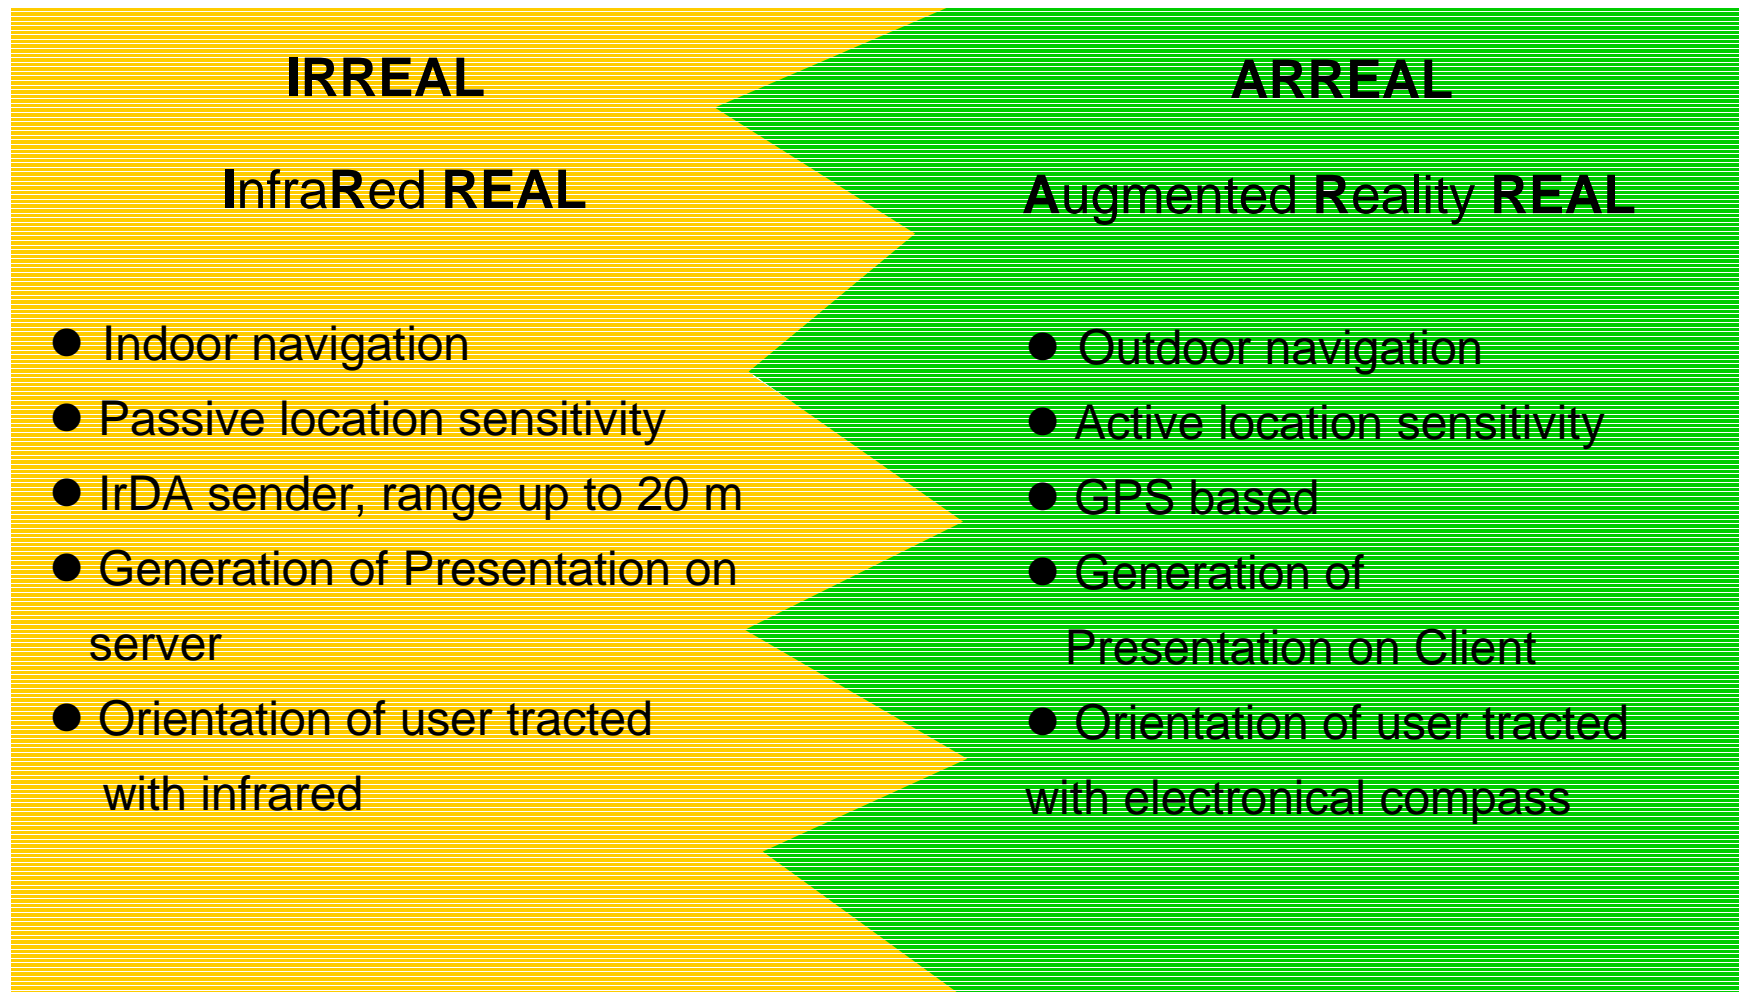 IRREAL
InfraRed REAL
● Indoor navigation
● Passive location sensitivity
● IrDA sender, range up to 20 m
● Generation of Presentation on
server
● Orientation of user tracted
with infrared
ARREAL
Augmented Reality REAL
● Outdoor navigation
● Active location sensitivity
● GPS based
● Generation of
Presentation on Client
● Orientation of user tracted
with electronical compass